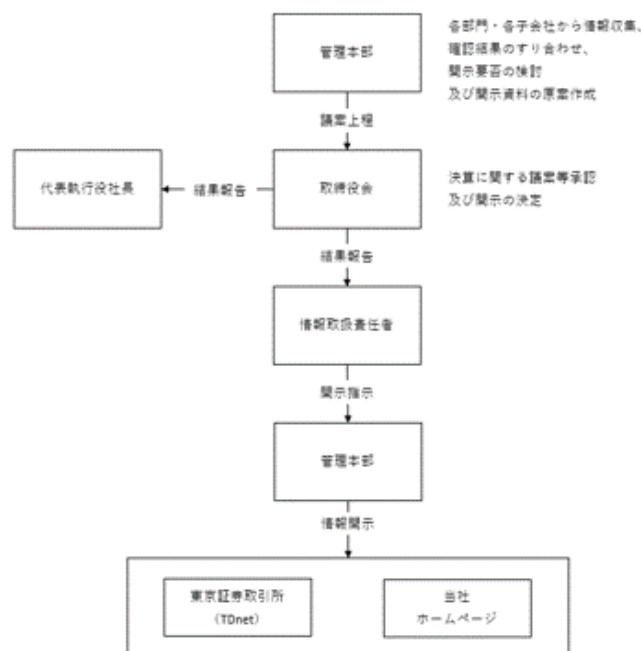 管理本部
各部門・各子会社から情報収集、
確認結果のすり合わせ、
開示要否の検討
及び開示資料の原案作成
議案上程
代表執行役社長
結果報告
取締役会
決算に関する議案等承認
及び開示の決定
結果報告
情報取扱責任者
開示指示
管理本部
情報開示
東京証券取引所
(TDnet)
当社
ホームページ